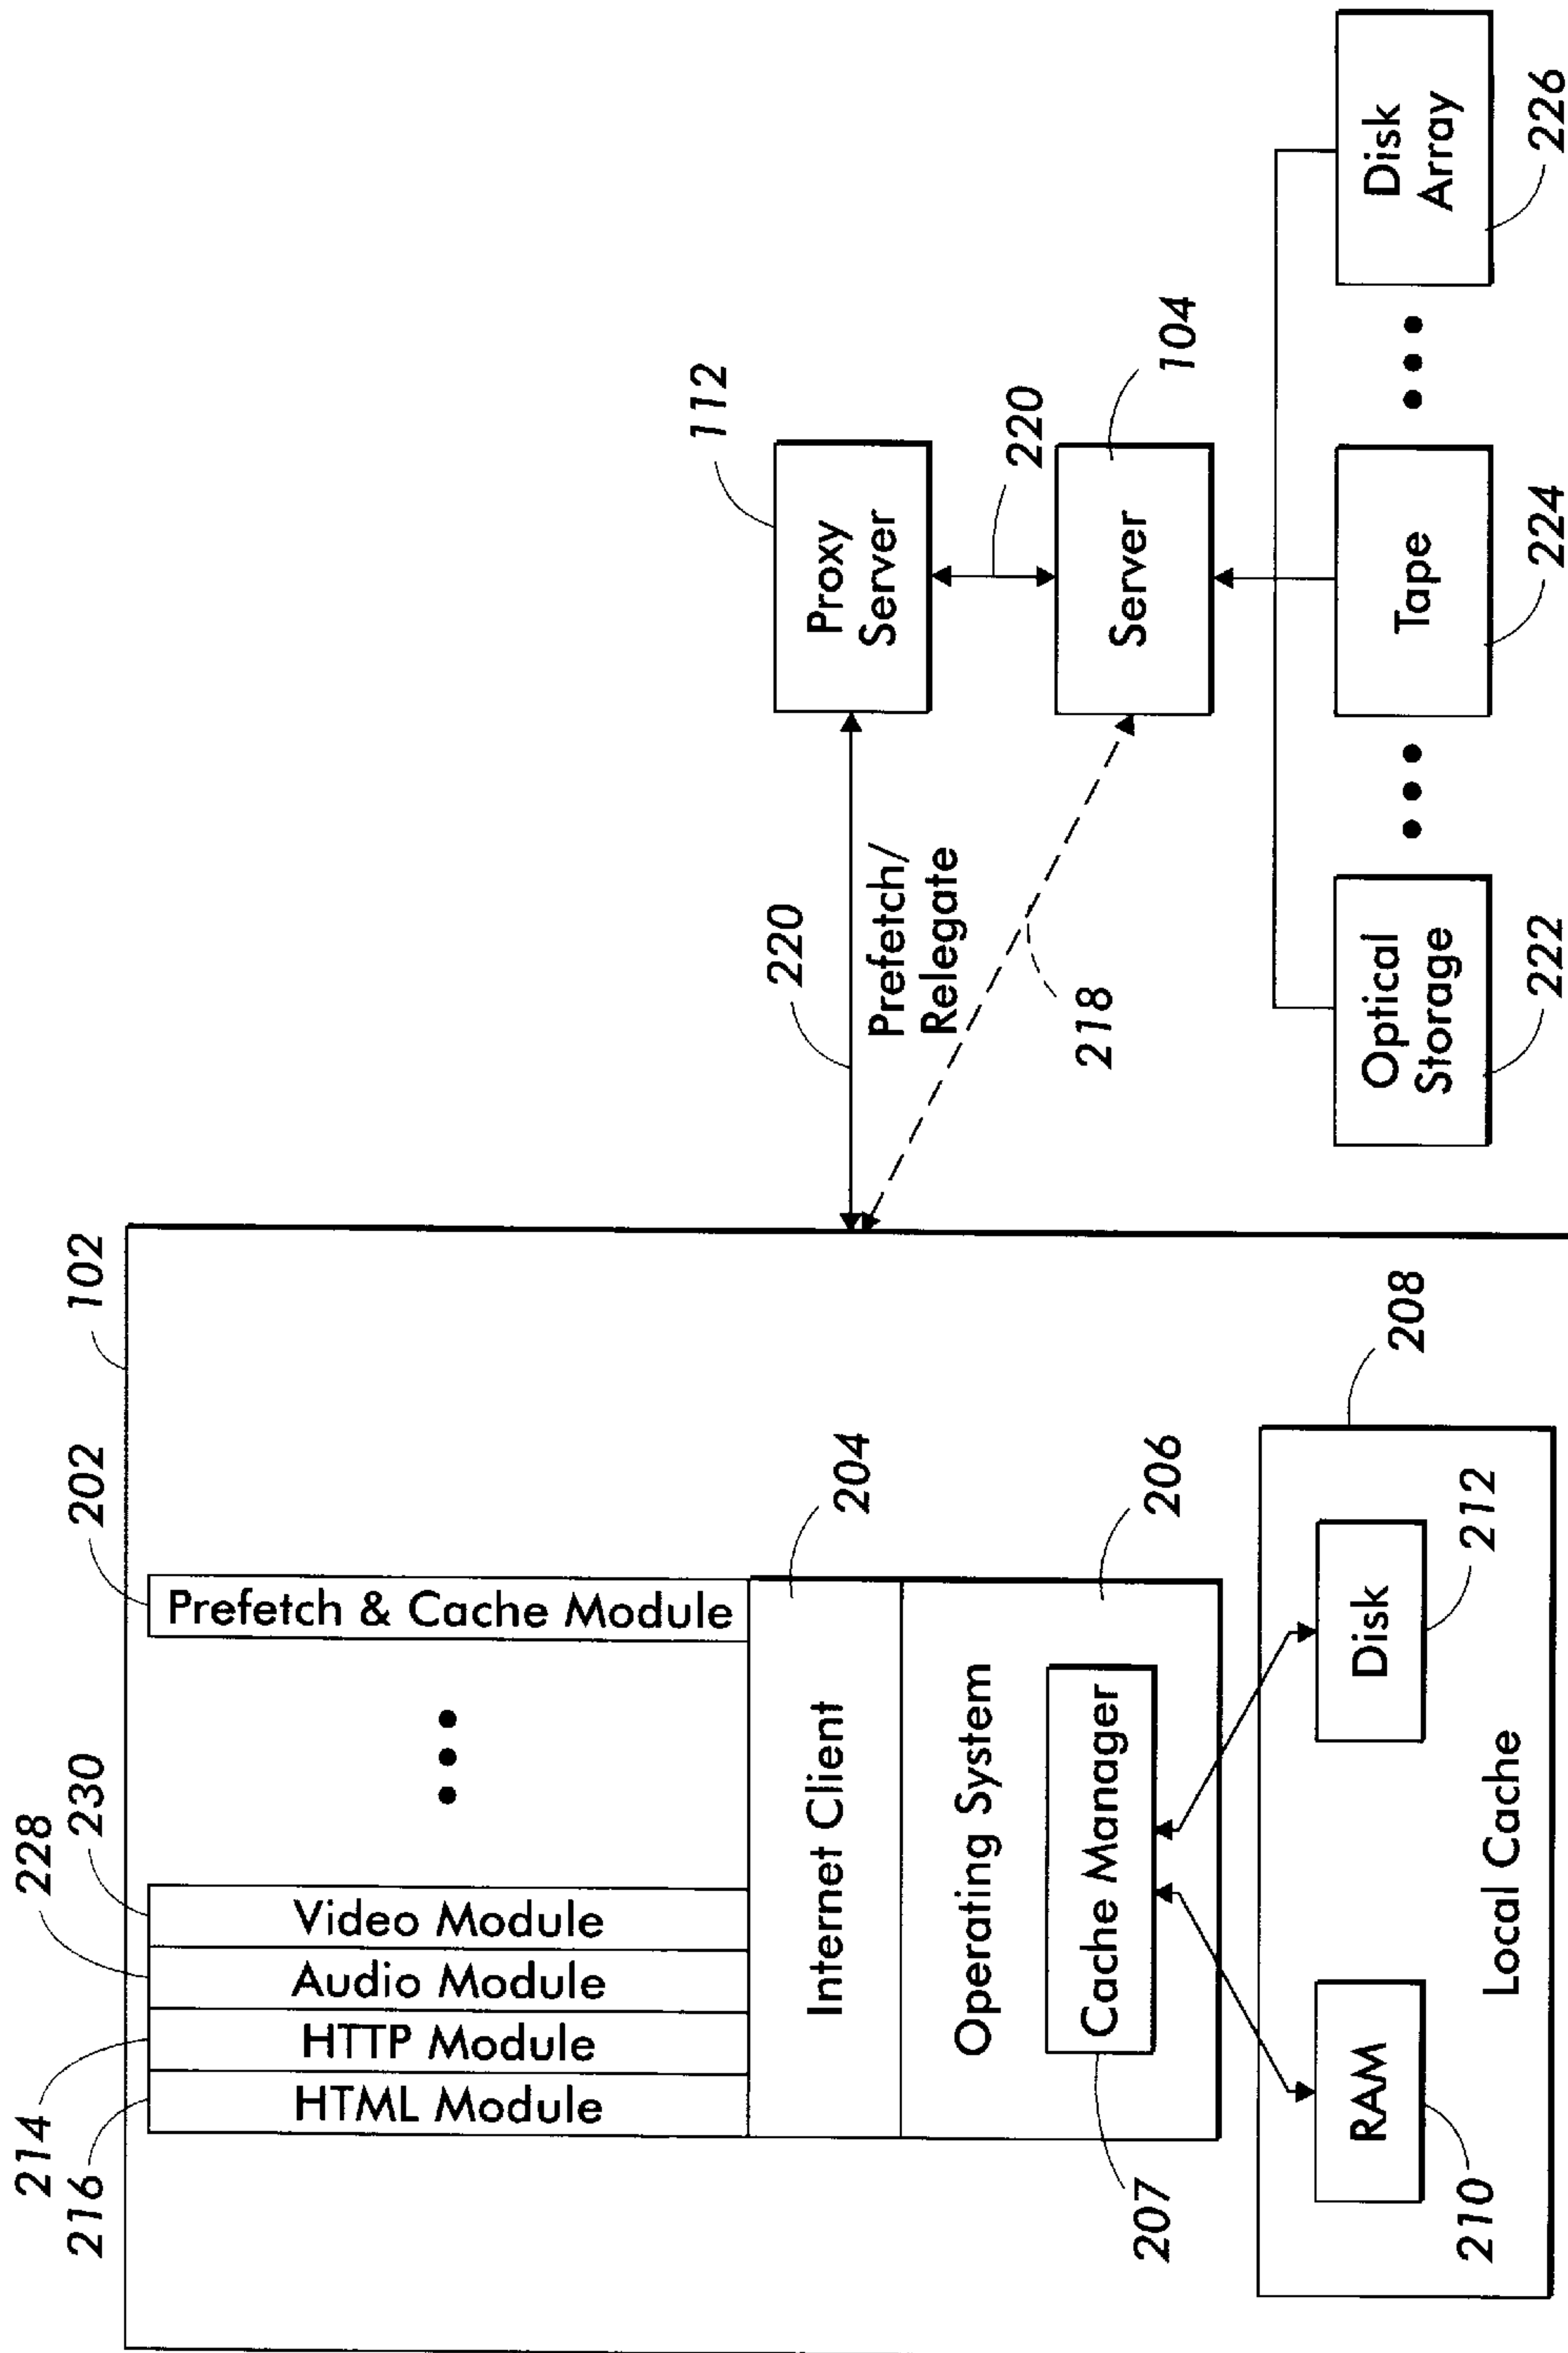 214
216
228
230
202
102
HTML Module
HTTP Module
Audio Module
Video Module
Prefetch & Cache Module
Internet Client
204
Operating System
206
Cache Manager
207
RAM
210
Disk
212
Local Cache
208
220
Prefetch/
Relegate
218
Proxy
Server
112
220
Server
104
Optical
Storage
222
Tape
224
Disk
Array
226